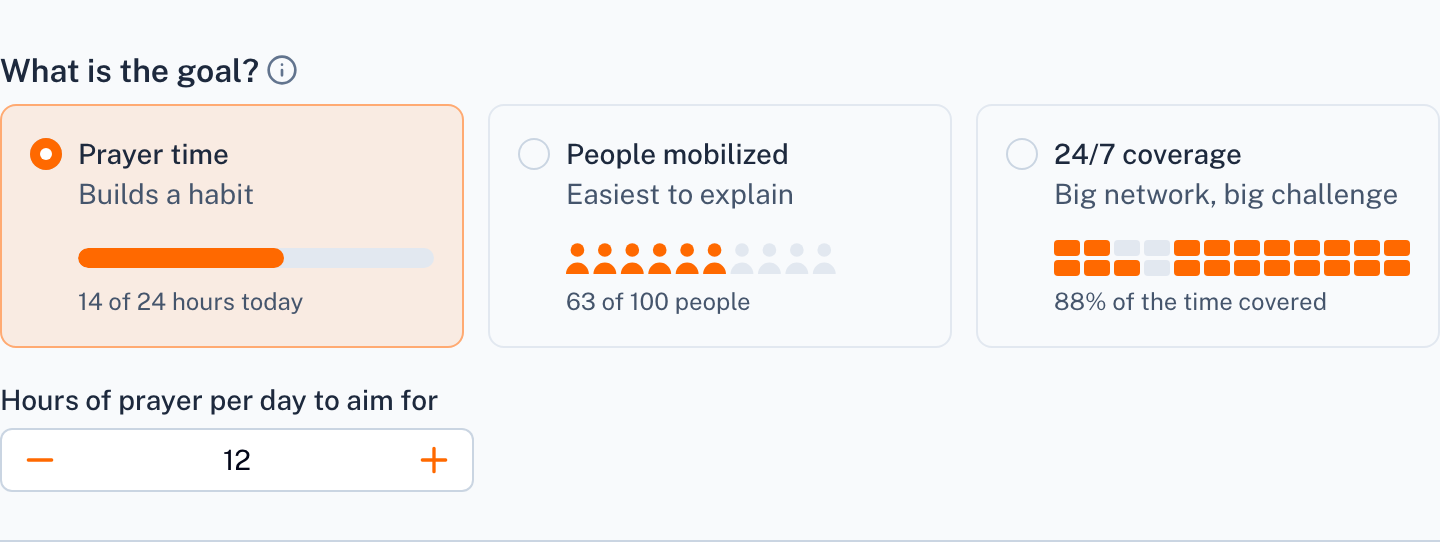 What is the goal?
Prayer time
Builds a habit
14 of 24 hours today
People mobilized
Easiest to explain
63 of 100 people
24/7 coverage
Big network, big challenge
88% of the time covered
Hours of prayer per day to aim for
12